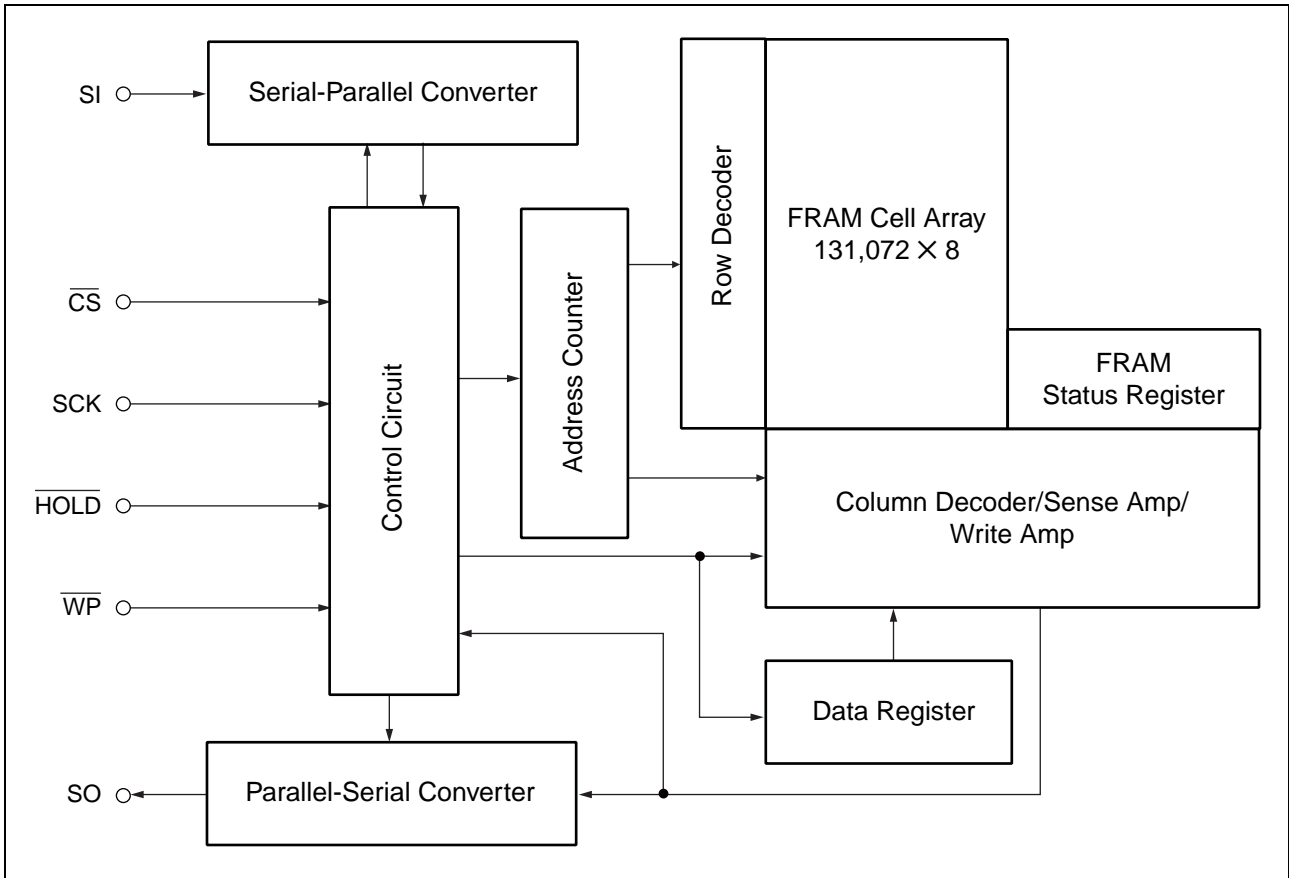 SI
Serial-Parallel Converter
CS
SCK
HOLD
WP
SO
Control Circuit
Address Counter
Row Decoder
FRAM Cell Array
131,072 × 8
FRAM
Status Register
Column Decoder/Sense Amp/
Write Amp
Data Register
Parallel-Serial Converter